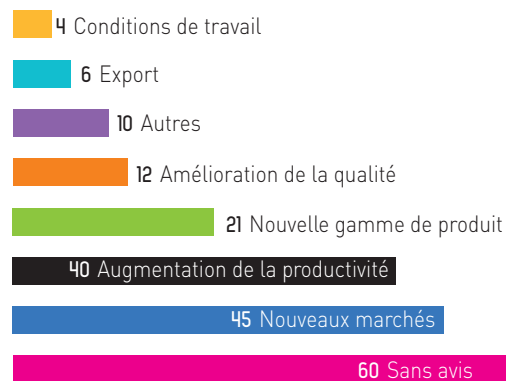 4 Conditions de travail
6 Export
10 Autres
12 Amélioration de la qualité
21 Nouvelle gamme de produit
40 Augmentation de la productivité
45 Nouveaux marchés
60 Sans avis